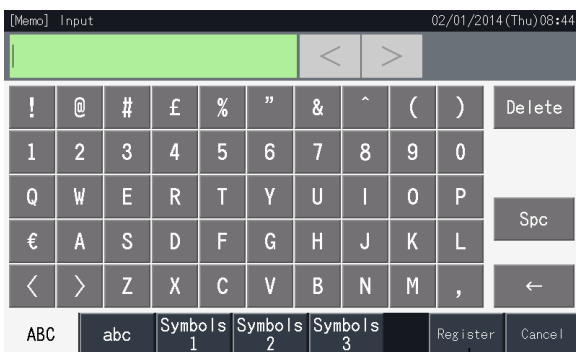 [Memo] Input 02/01/2014(Thu)08:44
< >
! @ # £ % " & ^ ( ) Delete
1 2 3 4 5 6 7 8 9 0
Q W E R T Y U I O P
Spc
€ A S D F G H J K L
< > Z X C V B N M , ←
ABC abc Symbols 1 Symbols 2 Symbols 3 Register Cancel